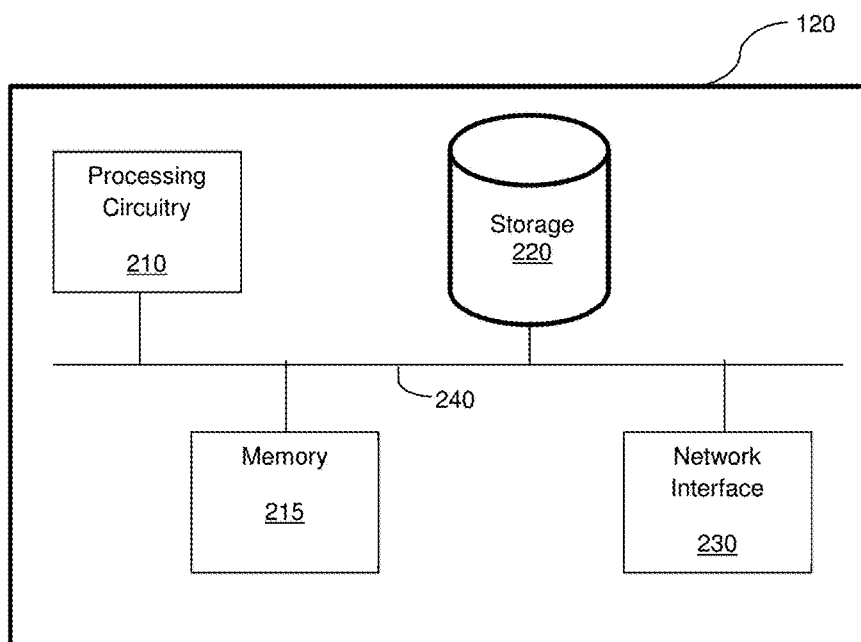 120
Processing
Circuitry
210
Storage
220
240
Memory
215
Network
Interface
230